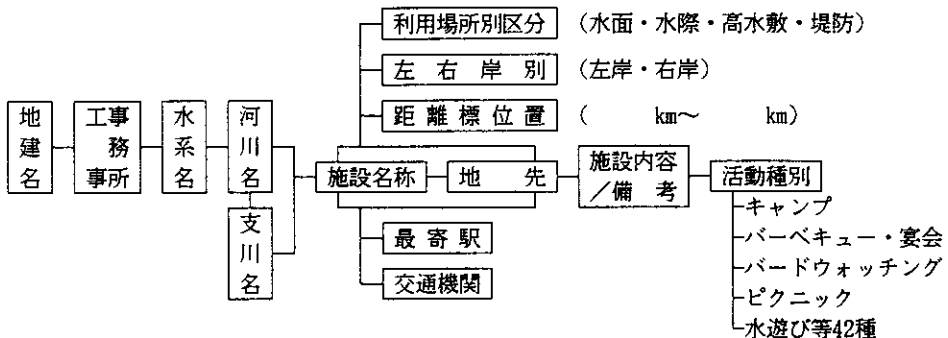 利用場所別区分 (水面・水際・高水敷・堤防)
左右岸別 (左岸・右岸)
距離標位置 ( km～ km)
地建名
工事事務所
水系名
河川名
支川名
施設名称
地先
施設内容
／備考
活動種別
最寄駅
交通機関
キャンプ
バーベキュー・宴会
バードウォッチング
ピクニック
水遊び等42種